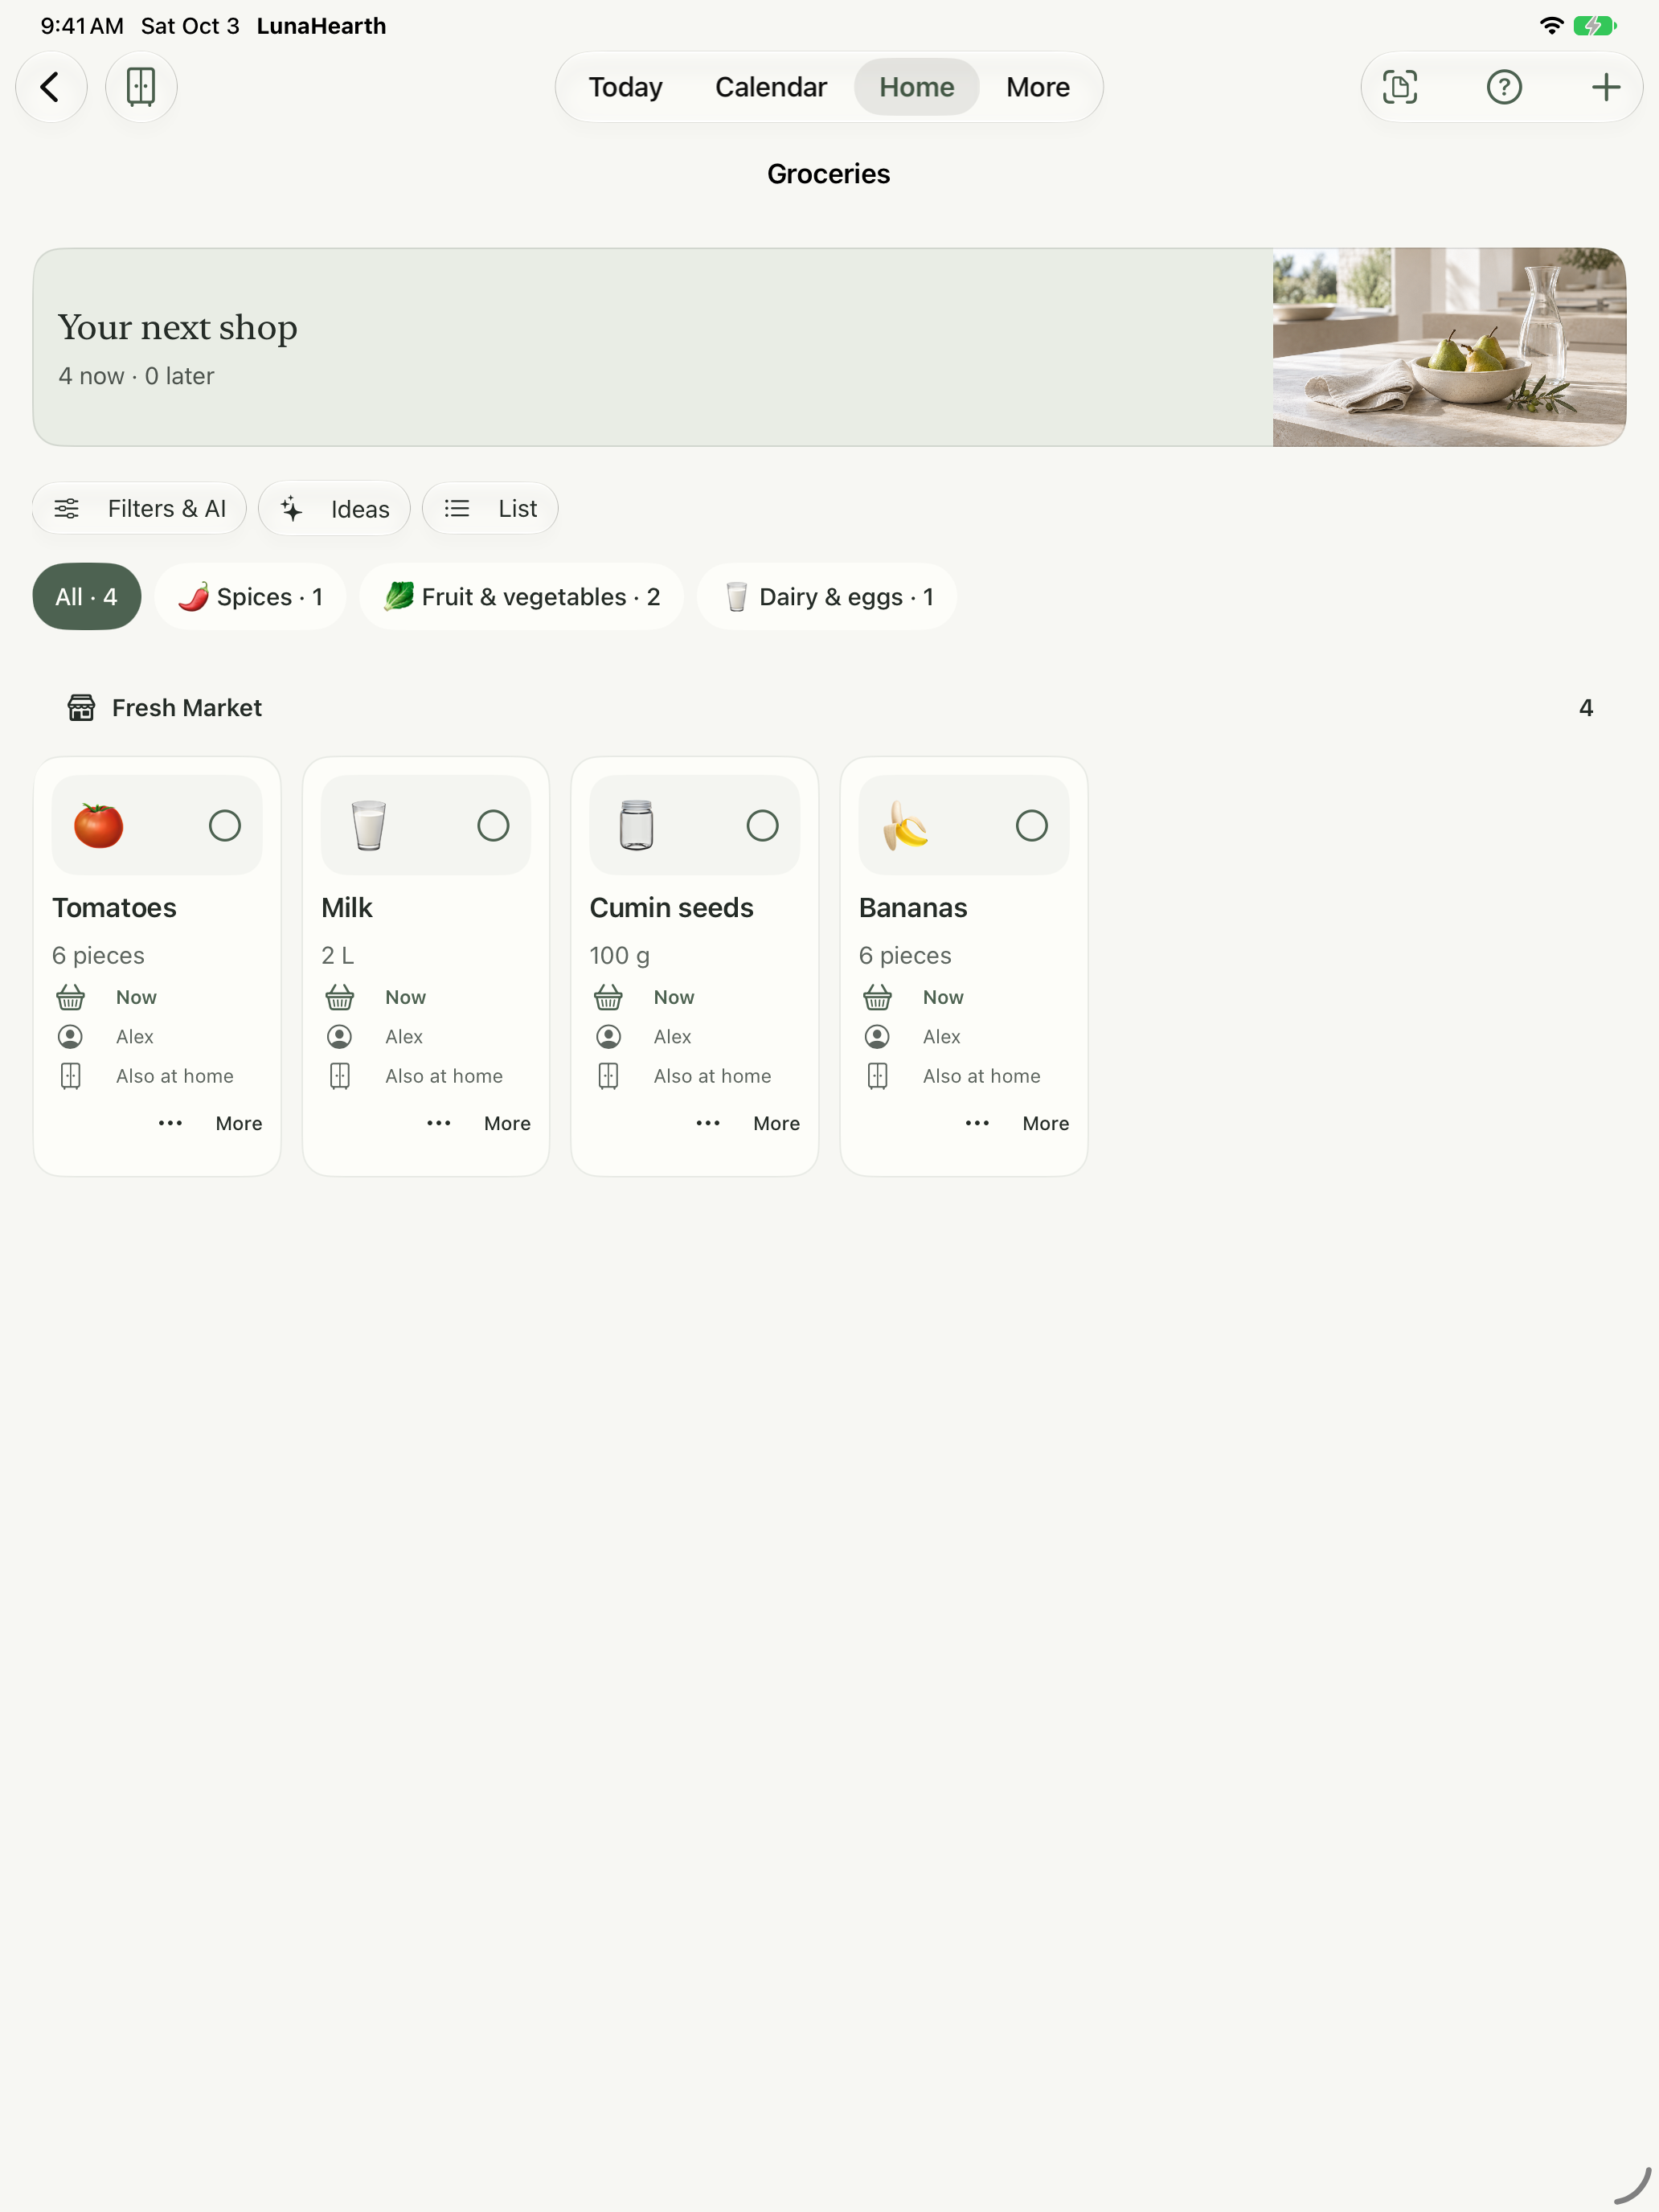 9:41 AM Sat Oct 3 LunaHearth
Today Calendar Home More
?
Groceries
Your next shop
4 now · 0 later
Filters & AI Ideas List
All · 4 Spices · 1 Fruit & vegetables · 2 Dairy & eggs · 1
Fresh Market 4
Tomatoes
6 pieces
Now
Alex
Also at home
More
Milk
2 L
Now
Alex
Also at home
More
Cumin seeds
100 g
Now
Alex
Also at home
More
Bananas
6 pieces
Now
Alex
Also at home
More